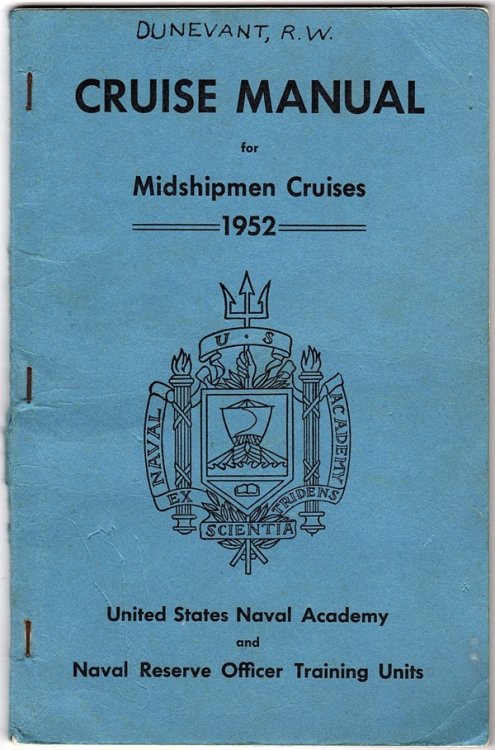 DUNEVANT, R.W.
CRUISE MANUAL
for
Midshipmen Cruises
1952
U · S
NAVAL ACADEMY
EX SCIENTIA TRIDENS
United States Naval Academy
and
Naval Reserve Officer Training Units